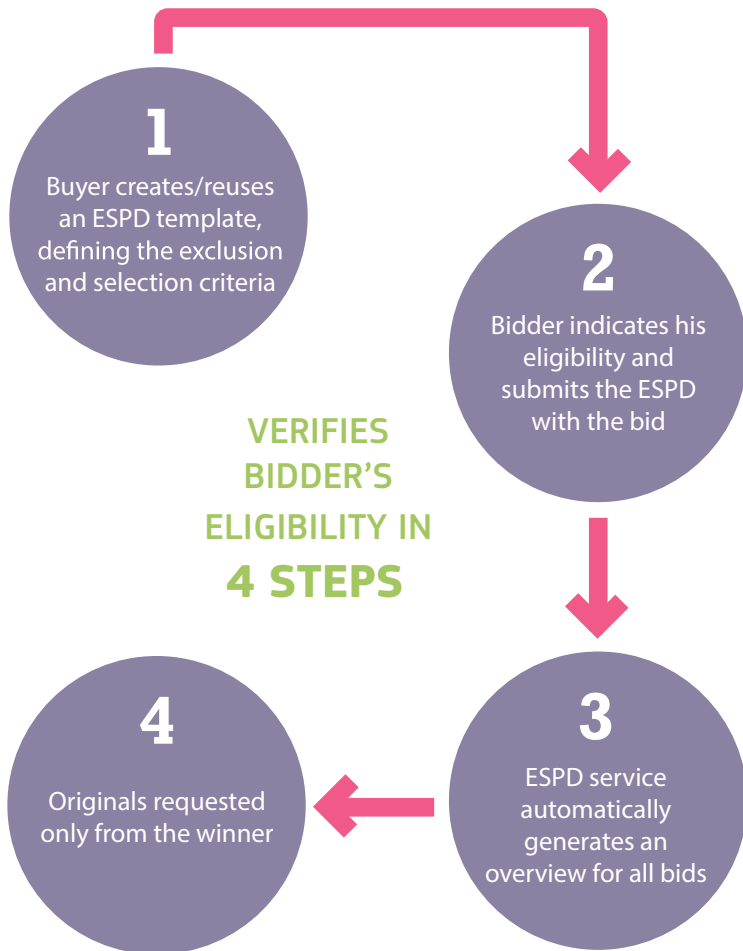 1
Buyer creates/reuses
an ESPD template,
defining the exclusion
and selection criteria
2
Bidder indicates his
eligibility and
submits the ESPD
with the bid
VERIFIES
BIDDER'S
ELIGIBILITY IN
4 STEPS
3
ESPD service
automatically
generates an
overview for all bids
4
Originals requested
only from the winner